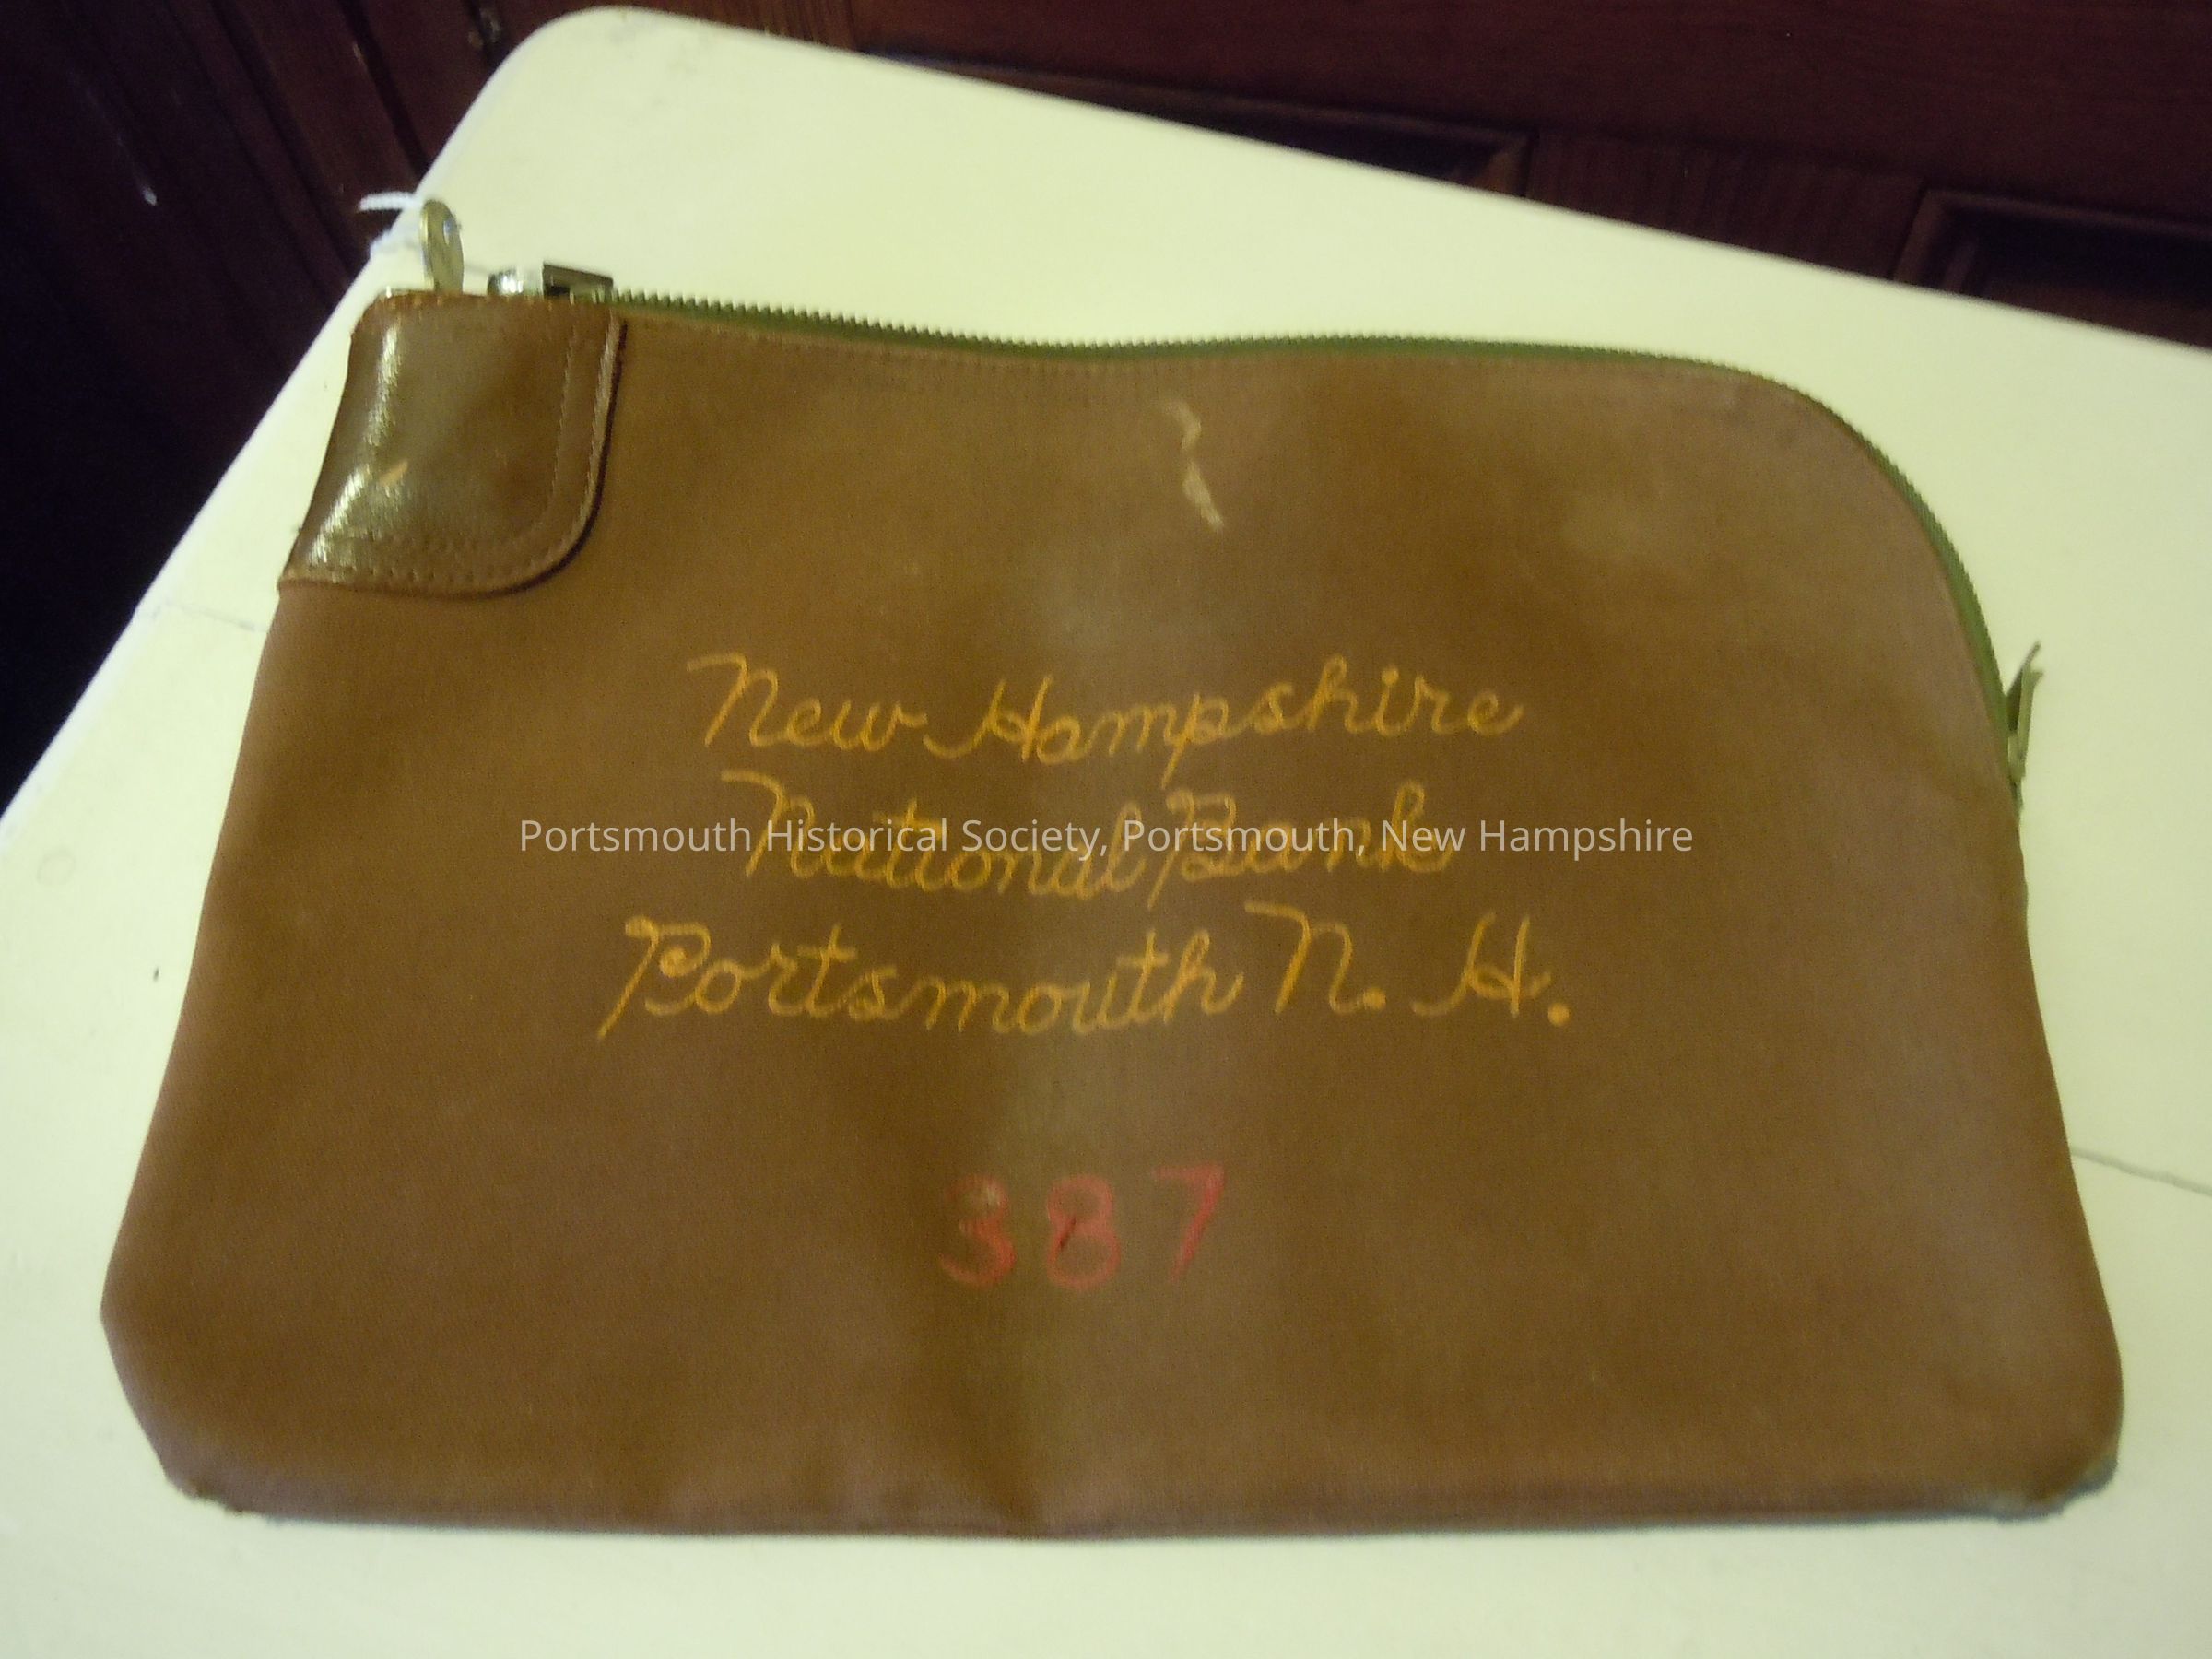 New Hampshire
National Bank
Portsmouth Historical Society, Portsmouth, New Hampshire
Portsmouth N. H.
387